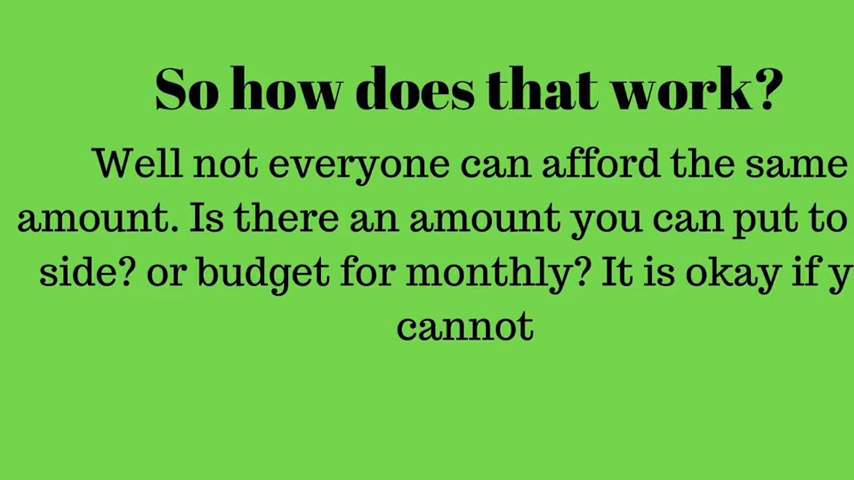 So how does that work?
Well not everyone can afford the same
amount. Is there an amount you can put to
side? or budget for monthly? It is okay if y
cannot